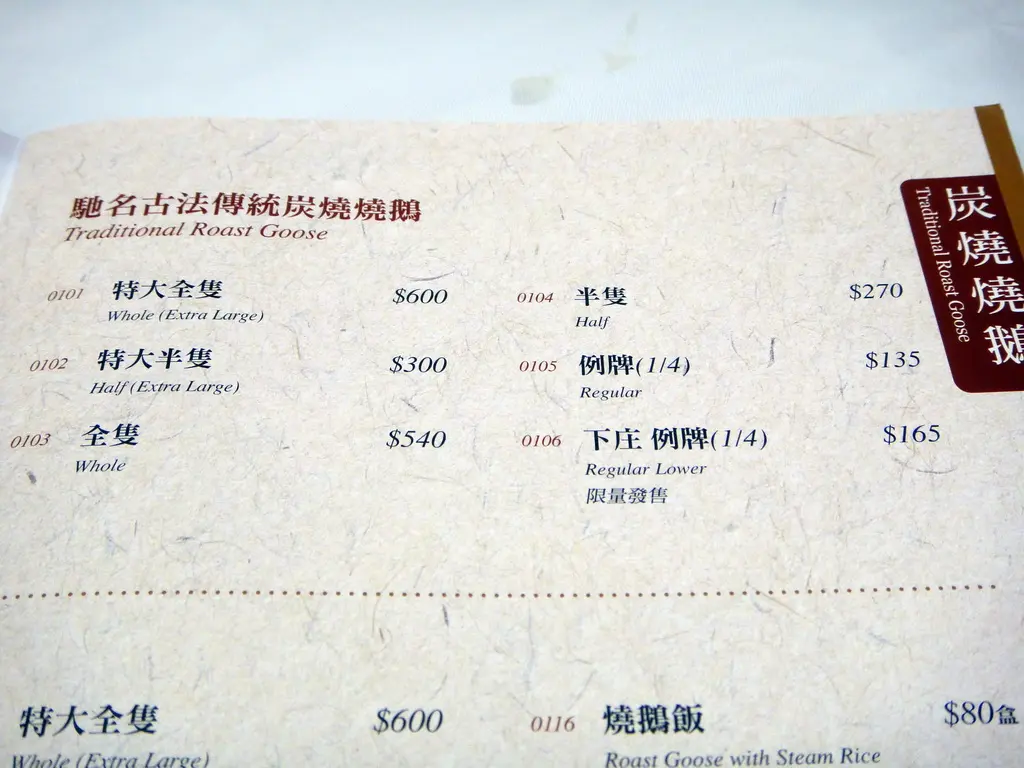 馳名古法傳統炭燒燒鵝
Traditional Roast Goose
0101 特大全隻 $600
Whole (Extra Large)
0102 特大半隻 $300
Half (Extra Large)
0103 全隻 $540
Whole
0104 半隻 $270
Half
0105 例牌(1/4) $135
Regular
0106 下庄 例牌(1/4) $165
Regular Lower
限量發售
炭燒燒鵝
Traditional Roast Goose
特大全隻 $600
Whole (Extra Large)
0116 燒鵝飯 $80盒
Roast Goose with Steam Rice